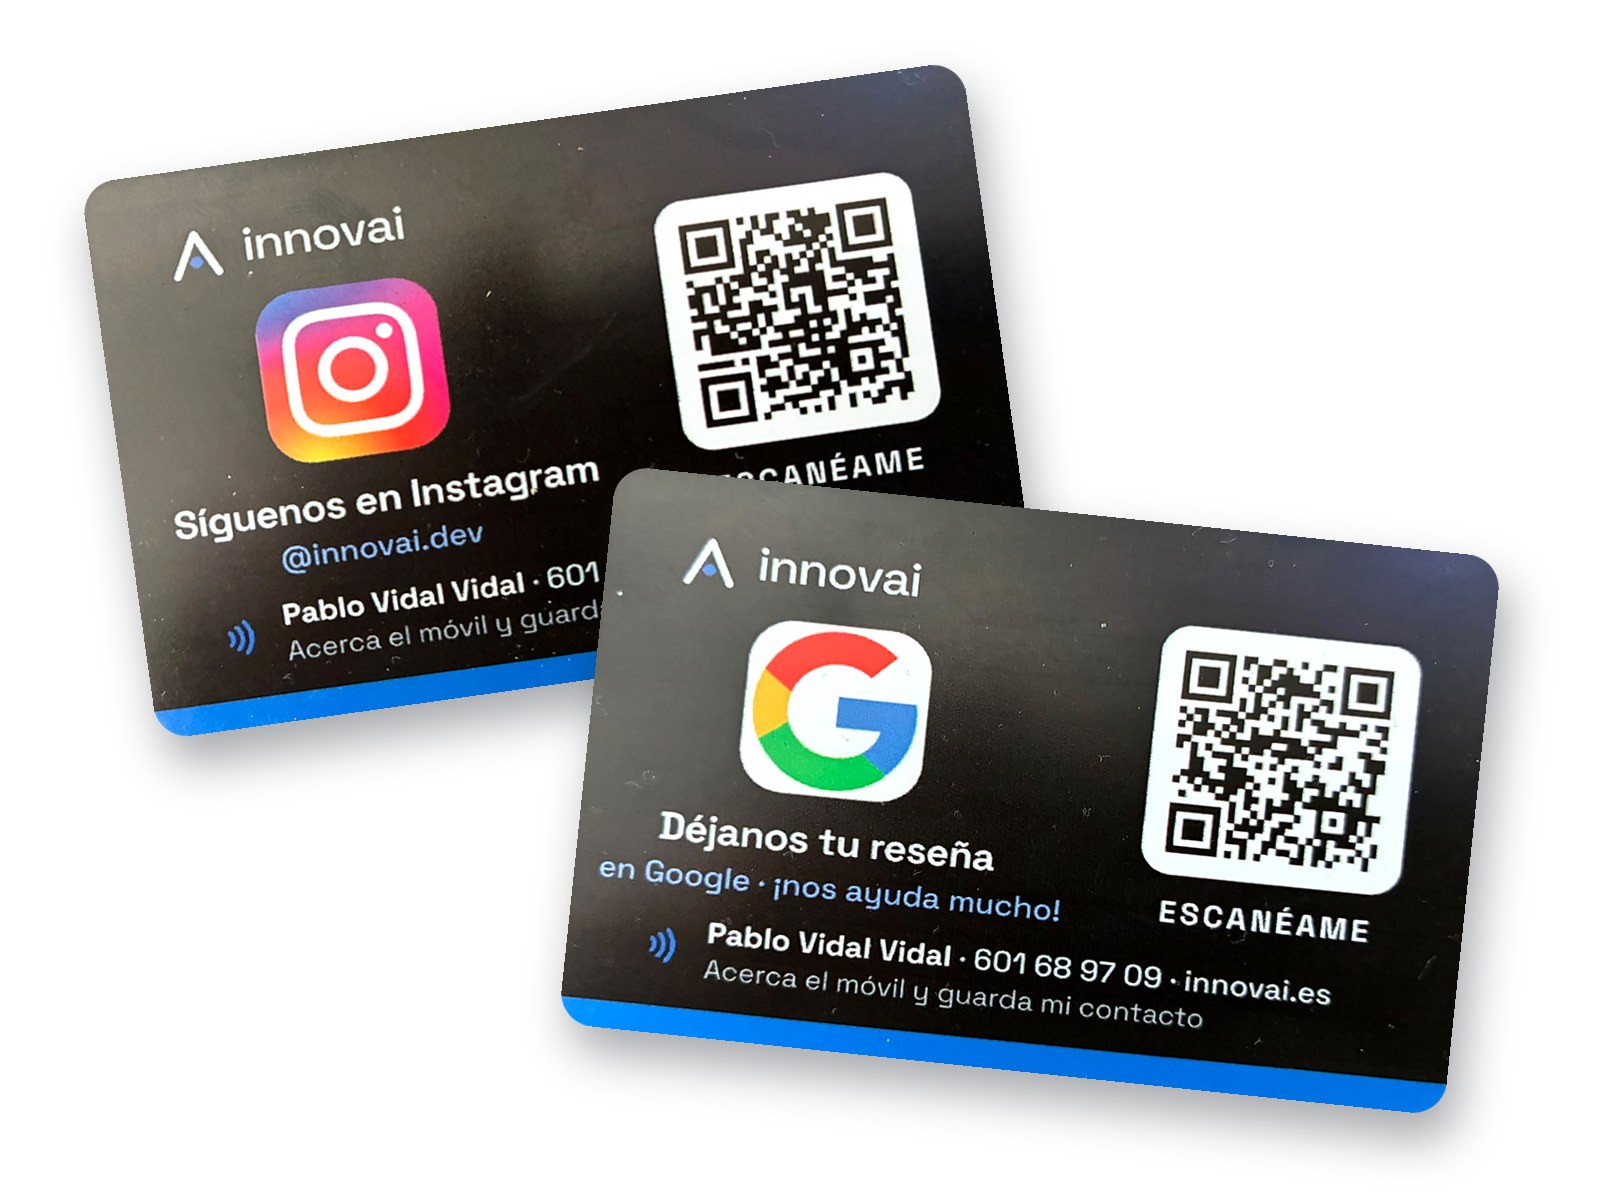 innovai
Síguenos en Instagram
@innovai.dev
Pablo Vidal Vidal · 601
Acerca el móvil y guard
ESCANÉAME
innovai
Déjanos tu reseña
en Google · ¡nos ayuda mucho!
Pablo Vidal Vidal · 601 68 97 09 · innovai.es
Acerca el móvil y guarda mi contacto
ESCANÉAME